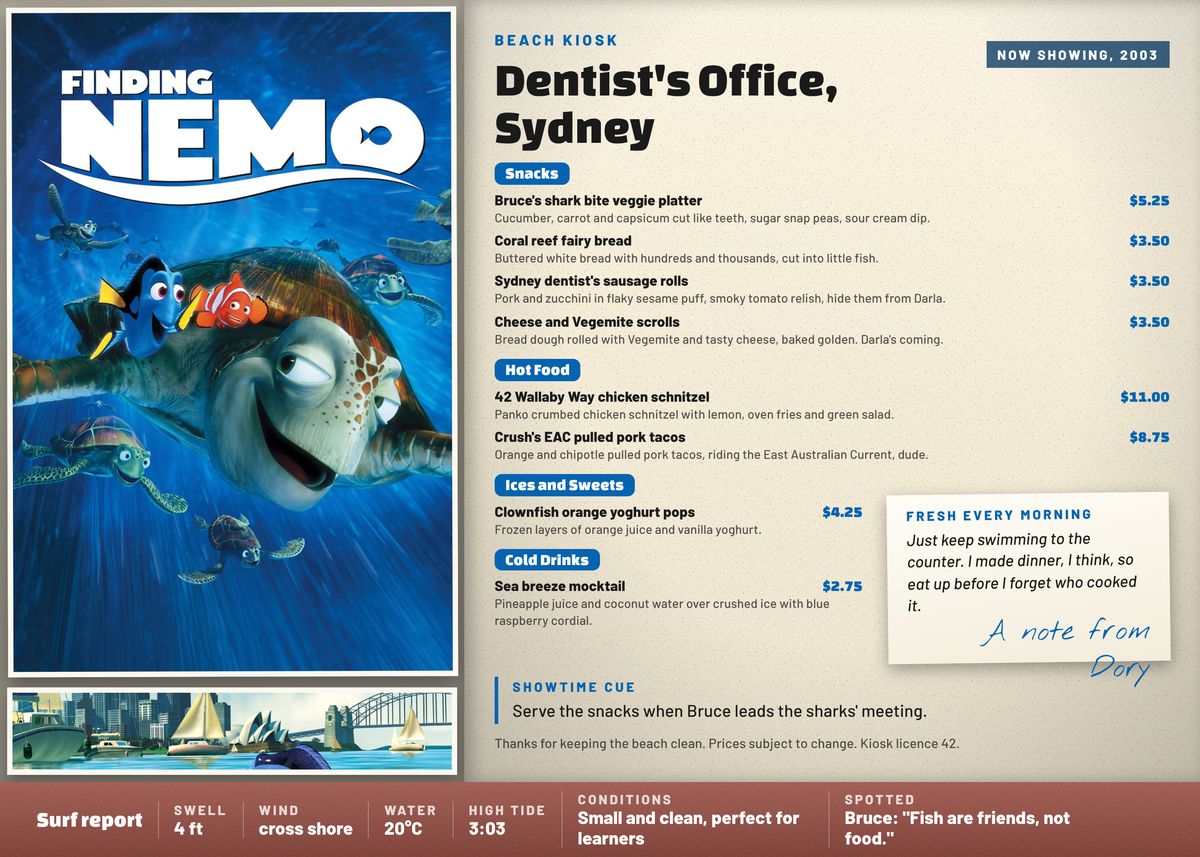 FINDING
NEMO
BEACH KIOSK
NOW SHOWING, 2003
Dentist's Office,
Sydney
Snacks
Bruce's shark bite veggie platter $5.25
Cucumber, carrot and capsicum cut like teeth, sugar snap peas, sour cream dip.
Coral reef fairy bread $3.50
Buttered white bread with hundreds and thousands, cut into little fish.
Sydney dentist's sausage rolls $3.50
Pork and zucchini in flaky sesame puff, smoky tomato relish, hide them from Darla.
Cheese and Vegemite scrolls $3.50
Bread dough rolled with Vegemite and tasty cheese, baked golden. Darla's coming.
Hot Food
42 Wallaby Way chicken schnitzel $11.00
Panko crumbed chicken schnitzel with lemon, oven fries and green salad.
Crush's EAC pulled pork tacos $8.75
Orange and chipotle pulled pork tacos, riding the East Australian Current, dude.
Ices and Sweets
Clownfish orange yoghurt pops $4.25
Frozen layers of orange juice and vanilla yoghurt.
Cold Drinks
Sea breeze mocktail $2.75
Pineapple juice and coconut water over crushed ice with blue
raspberry cordial.
FRESH EVERY MORNING
Just keep swimming to the
counter. I made dinner, I think, so
eat up before I forget who cooked
it.
A note from
Dory
SHOWTIME CUE
Serve the snacks when Bruce leads the sharks' meeting.
Thanks for keeping the beach clean. Prices subject to change. Kiosk licence 42.
Surf report
SWELL
4 ft
WIND
cross shore
WATER
20°C
HIGH TIDE
3:03
CONDITIONS
Small and clean, perfect for
learners
SPOTTED
Bruce: "Fish are friends, not
food."